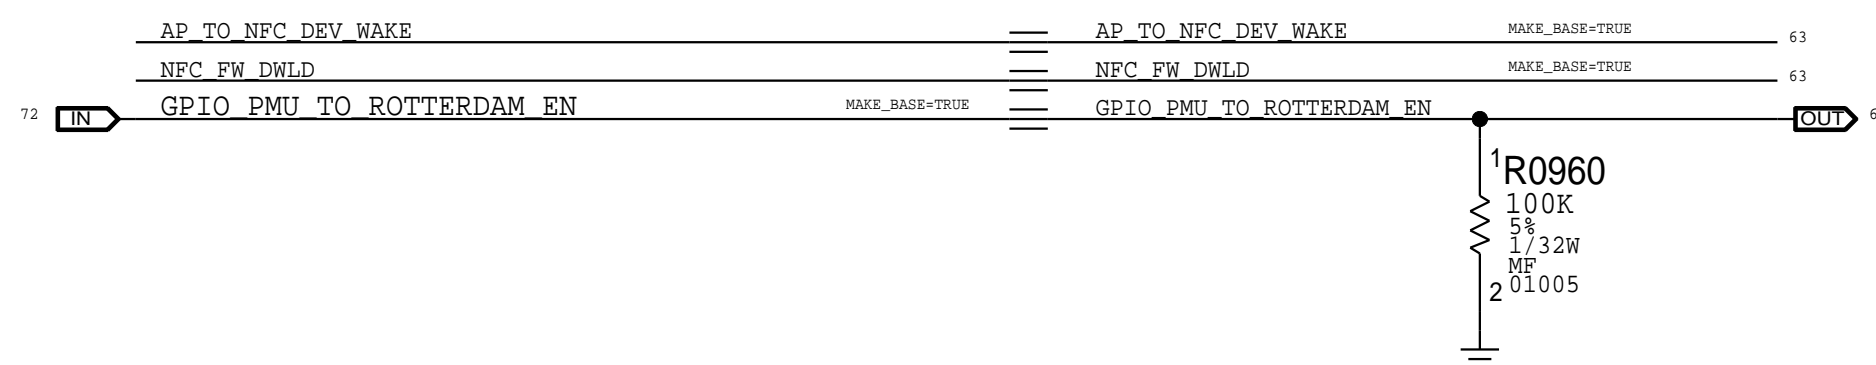 AP_TO_NFC_DEV_WAKE AP_TO_NFC_DEV_WAKE MAKE_BASE=TRUE 63
NFC_FW_DWLD NFC_FW_DWLD MAKE_BASE=TRUE 63
72 IN GPIO_PMU_TO_ROTTERDAM_EN MAKE_BASE=TRUE GPIO_PMU_TO_ROTTERDAM_EN OUT
1 R0960
100K
5%
1/32W
MF
2 01005